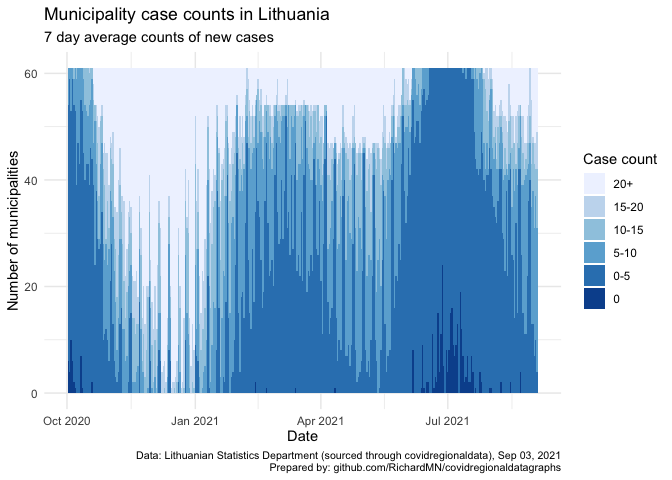 Municipality case counts in Lithuania
7 day average counts of new cases
Number of municipalities
60
40
20
0
Oct 2020
Jan 2021
Apr 2021
Jul 2021
Date
Case count
20+
15-20
10-15
5-10
0-5
0
Data: Lithuanian Statistics Department (sourced through covidregionaldata), Sep 03, 2021
Prepared by: github.com/RichardMN/covidregionaldatagraphs